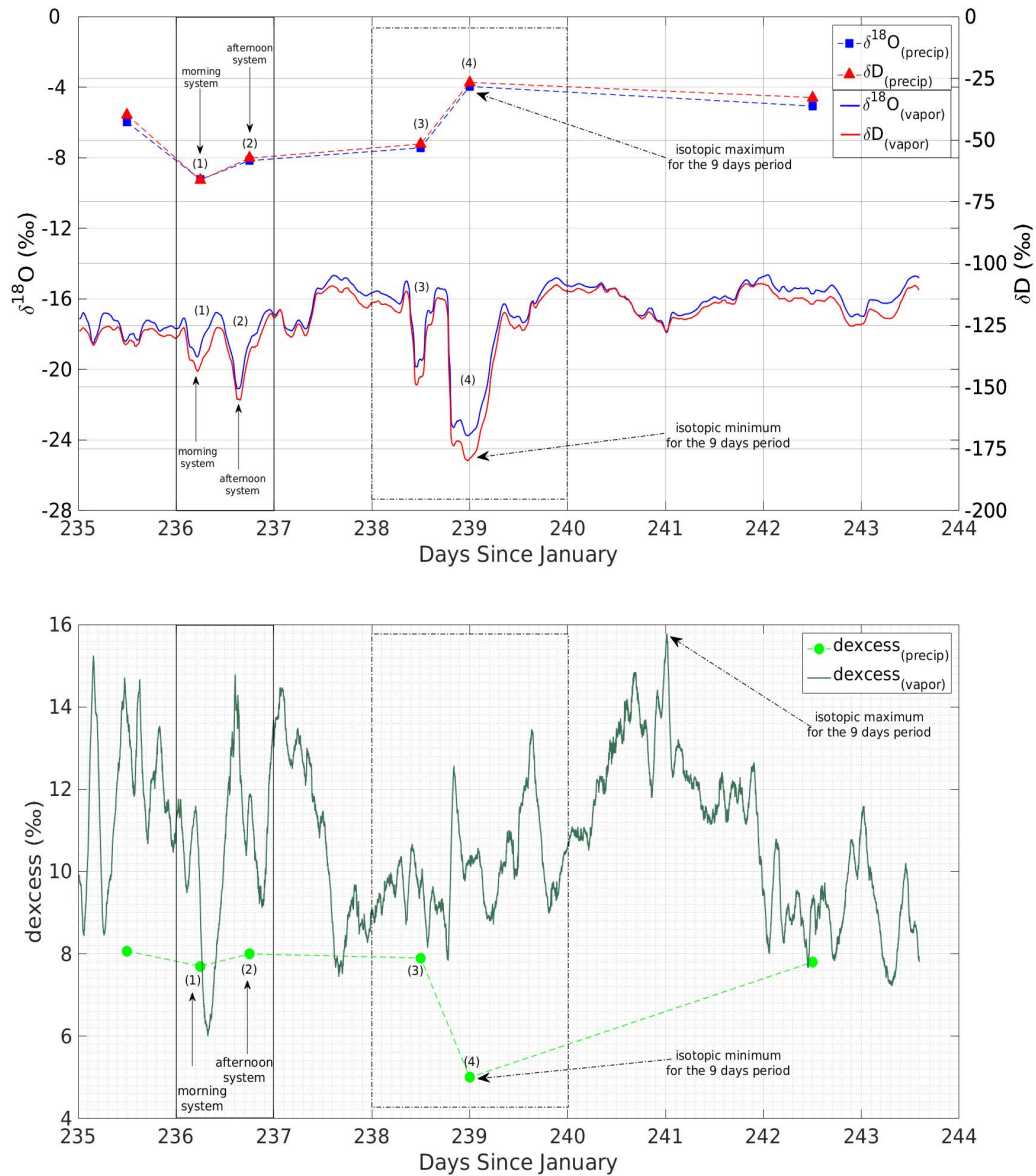 0
-4
-8
-12
-16
-20
-24
-28
δ¹⁸O (‰)
0
-25
-50
-75
-100
-125
-150
-175
-200
δD (‰)
δ¹⁸O(precip)
δD(precip)
δ¹⁸O(vapor)
δD(vapor)
morning
system
afternoon
system
(1)
(2)
(3)
(4)
isotopic maximum
for the 9 days period
(1)
(2)
(3)
(4)
morning
system
afternoon
system
isotopic minimum
for the 9 days period
235 236 237 238 239 240 241 242 243 244
Days Since January
16
14
12
10
8
6
4
dexcess (‰)
dexcess(precip)
dexcess(vapor)
isotopic maximum
for the 9 days period
(1)
(2)
(3)
(4)
morning
system
afternoon
system
isotopic minimum
for the 9 days period
235 236 237 238 239 240 241 242 243 244
Days Since January